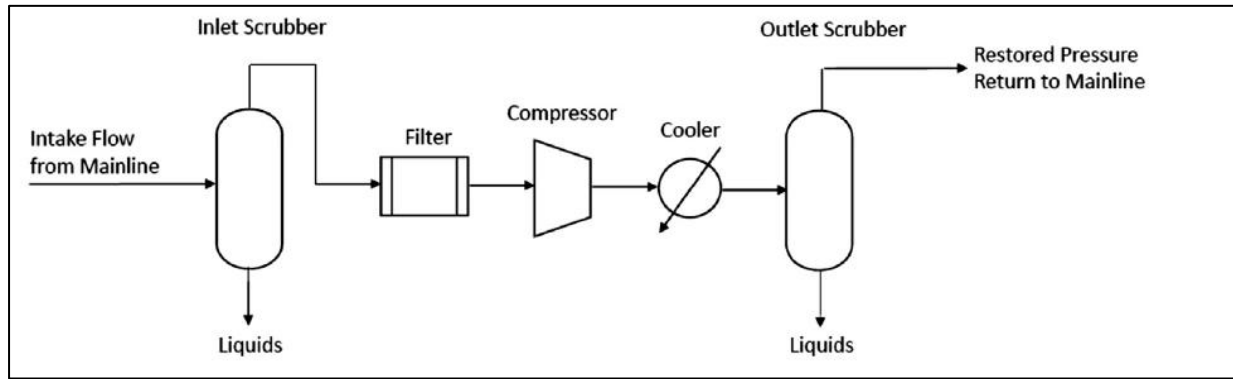 Inlet Scrubber
Outlet Scrubber
Restored Pressure
Return to Mainline
Compressor
Intake Flow
from Mainline
Filter
Cooler
Liquids
Liquids